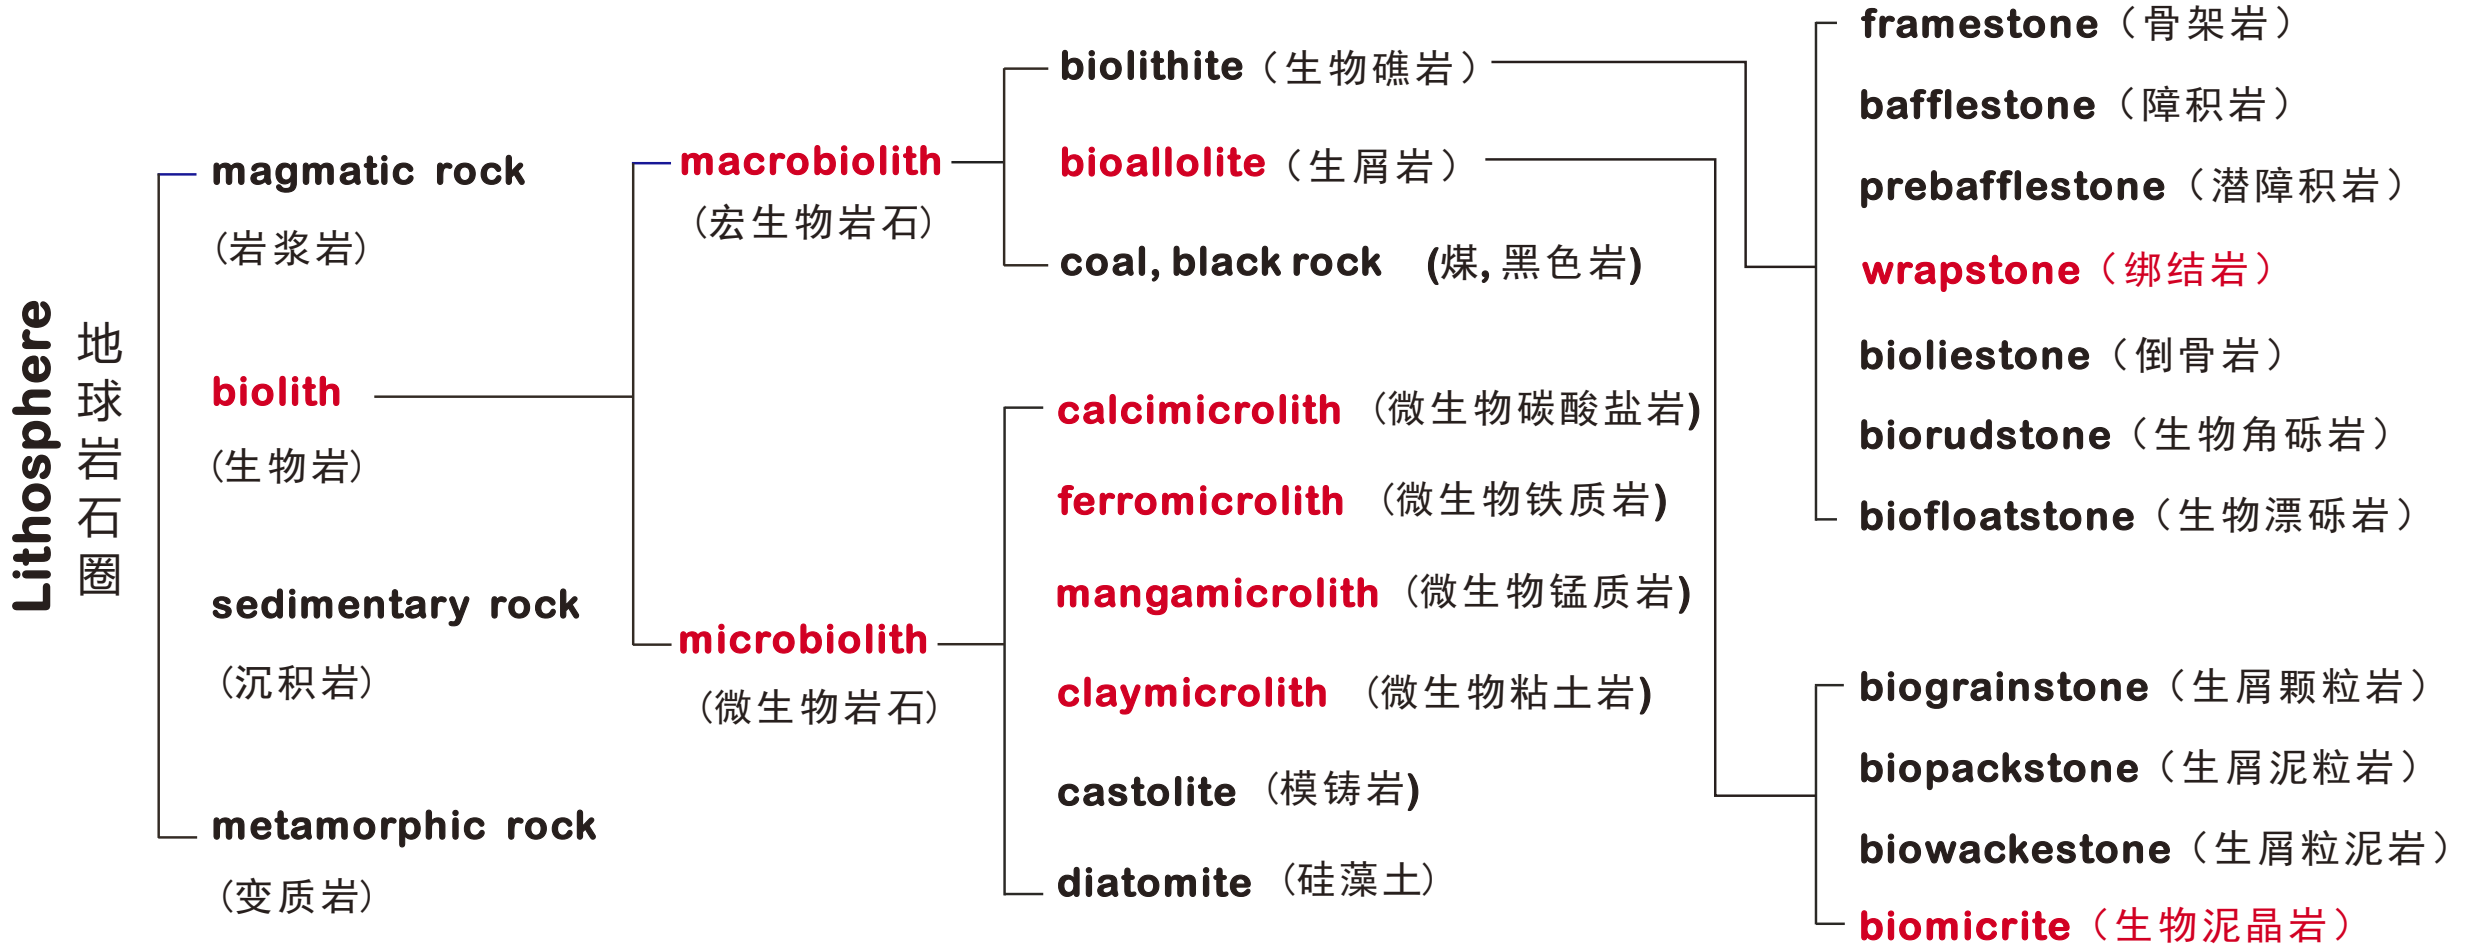 Lithosphere
地球岩石圈
magmatic rock
(岩浆岩)
biolith
(生物岩)
sedimentary rock
(沉积岩)
metamorphic rock
(变质岩)
macrobiolith
(宏生物岩石)
microbiolith
(微生物岩石)
biolithite（生物礁岩）
bioallolite（生屑岩）
coal, black rock (煤, 黑色岩)
calcimicrolith (微生物碳酸盐岩)
ferromicrolith (微生物铁质岩)
mangamicrolith (微生物锰质岩)
claymicrolith (微生物粘土岩)
castolite (模铸岩)
diatomite (硅藻土)
framestone（骨架岩）
bafflestone（障积岩）
prebafflestone（潜障积岩）
wrapstone（绑结岩）
bioliestone（倒骨岩）
biorudstone（生物角砾岩）
biofloatstone（生物漂砾岩）
biograinstone（生屑颗粒岩）
biopackstone（生屑泥粒岩）
biowackestone（生屑粒泥岩）
biomicrite（生物泥晶岩）